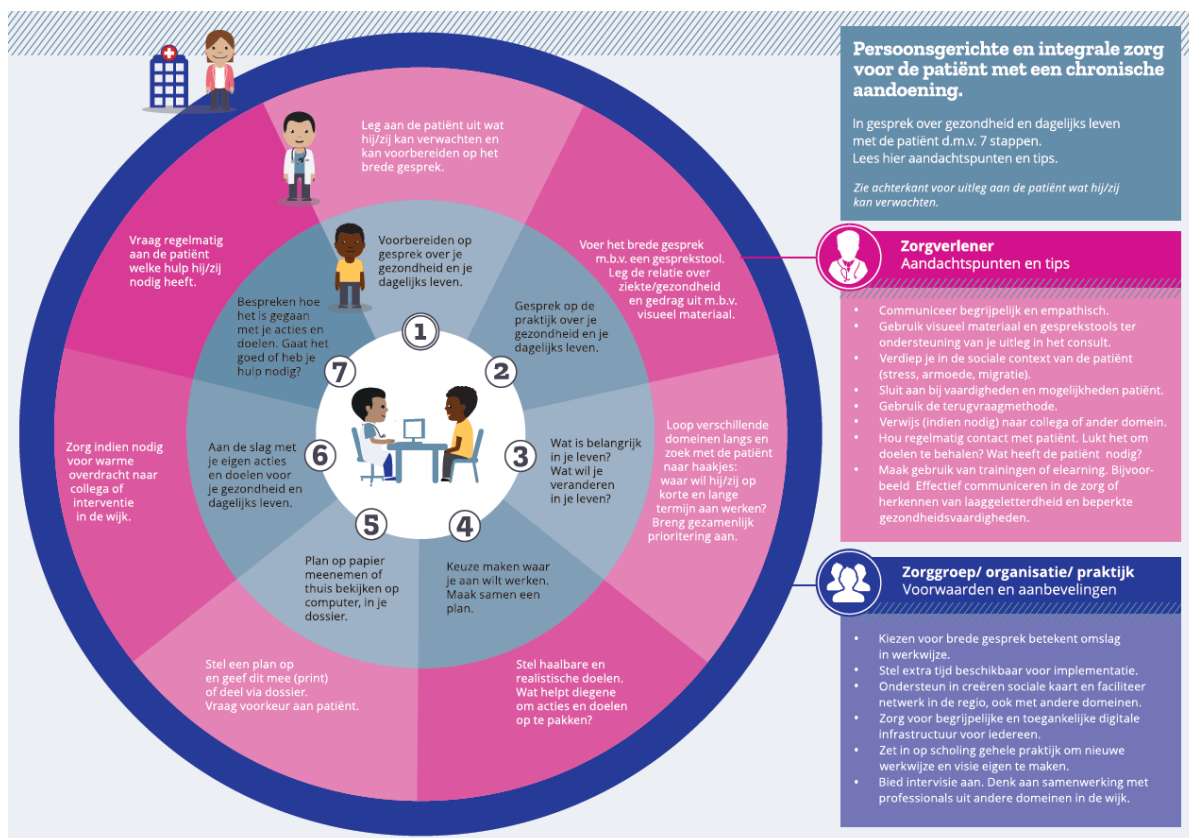 Persoonsgerichte en integrale zorg
voor de patiënt met een chronische
aandoening.
In gesprek over gezondheid en dagelijks leven
met de patiënt d.m.v. 7 stappen.
Lees hier aandachtspunten en tips.
Zie achterkant voor uitleg aan de patiënt wat hij/zij
kan verwachten.
Leg aan de patiënt uit wat
hij/zij kan verwachten en
kan voorbereiden op het
brede gesprek.
Voer het brede gesprek
m.b.v. een gesprekstool.
Leg de relatie over
ziekte/gezondheid
en gedrag uit m.b.v.
visueel materiaal.
Loop verschillende
domeinen langs en
zoek met de patiënt
naar haakjes:
waar wil hij/zij op
korte en lange
termijn aan werken?
Breng gezamenlijk
prioritering aan.
Stel haalbare en
realistische doelen.
Wat helpt diegene
om acties en doelen
op te pakken?
Stel een plan op
en geef dit mee (print)
of deel via dossier.
Vraag voorkeur aan patiënt.
Zorg indien nodig
voor warme
overdracht naar
collega of
interventie
in de wijk.
Vraag regelmatig
aan de patiënt
welke hulp hij/zij
nodig heeft.
Voorbereiden op
gesprek over je
gezondheid en je
dagelijks leven.
1
Gesprek op de
praktijk over je
gezondheid en je
dagelijks leven.
2
Wat is belangrijk
in je leven?
Wat wil je
veranderen
in je leven?
3
Keuze maken waar
je aan wilt werken.
Maak samen een
plan.
4
Plan op papier
meenemen of
thuis bekijken op
computer, in je
dossier.
5
Aan de slag met
je eigen acties
en doelen voor
je gezondheid en
dagelijks leven.
6
Bespreken hoe
het is gegaan
met je acties en
doelen. Gaat het
goed of heb je
hulp nodig?
7
Zorgverlener
Aandachtspunten en tips
• Communiceer begrijpelijk en empathisch.
• Gebruik visueel materiaal en gesprekstools ter
ondersteuning van je uitleg in het consult.
• Verdiep je in de sociale context van de patiënt
(stress, armoede, migratie).
• Sluit aan bij vaardigheden en mogelijkheden patiënt.
• Gebruik de terugvraagmethode.
• Verwijs (indien nodig) naar collega of ander domein.
• Hou regelmatig contact met patiënt. Lukt het om
doelen te behalen? Wat heeft de patiënt nodig?
• Maak gebruik van trainingen of elearning. Bijvoor-
beeld Effectief communiceren in de zorg of
herkennen van laaggeletterdheid en beperkte
gezondheidsvaardigheden.
Zorggroep/ organisatie/ praktijk
Voorwaarden en aanbevelingen
• Kiezen voor brede gesprek betekent omslag
in werkwijze.
• Stel extra tijd beschikbaar voor implementatie.
• Ondersteun in creëren sociale kaart en faciliteer
netwerk in de regio, ook met andere domeinen.
• Zorg voor begrijpelijke en toegankelijke digitale
infrastructuur voor iedereen.
• Zet in op scholing gehele praktijk om nieuwe
werkwijze en visie eigen te maken.
• Bied intervisie aan. Denk aan samenwerking met
professionals uit andere domeinen in de wijk.